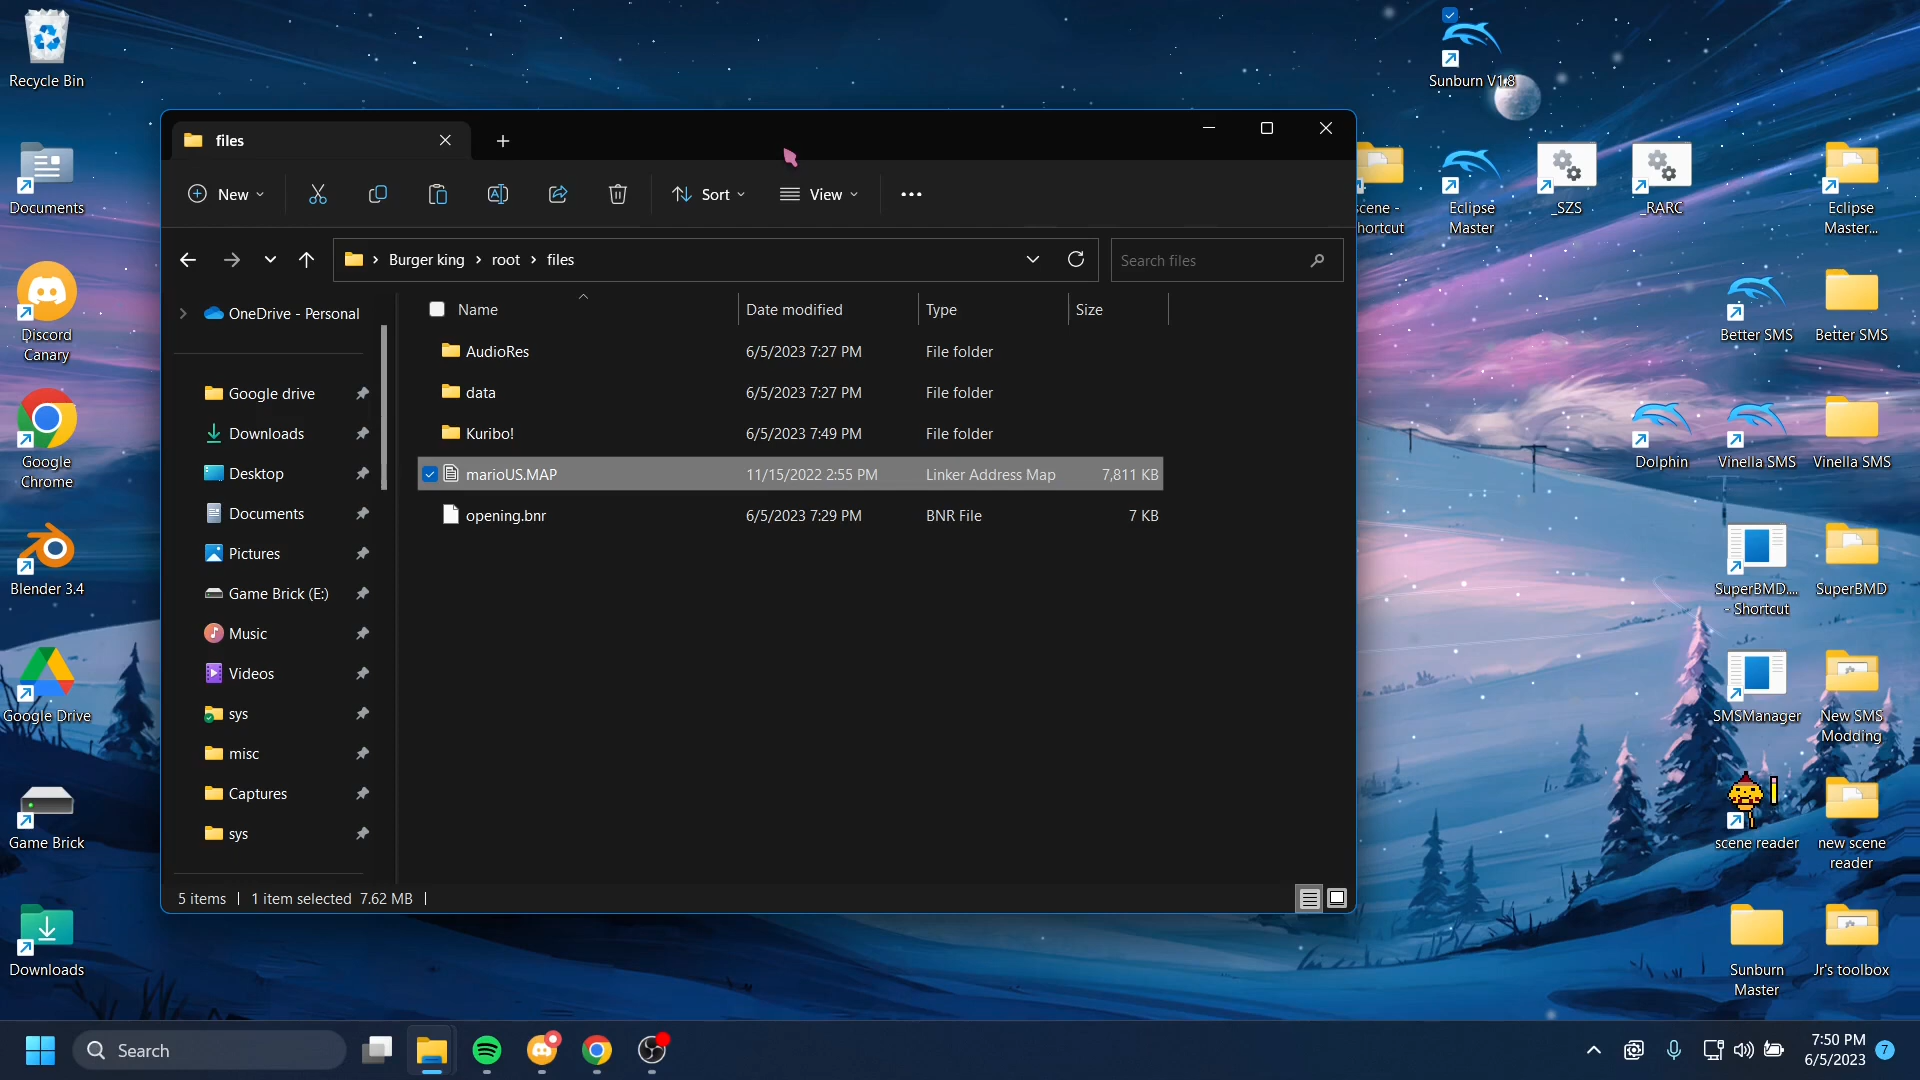 Recycle Bin
Documents
Discord
Canary
Google
Chrome
Blender 3.4
Google Drive
Game Brick
Downloads
files
New
Sort
View
Burger king
root
files
Search files
OneDrive - Personal
Google drive
Downloads
Desktop
Documents
Pictures
Game Brick (E:)
Music
Videos
sys
misc
Captures
sys
Name Date modified Type Size
AudioRes 6/5/2023 7:27 PM File folder
data 6/5/2023 7:27 PM File folder
Kuribo! 6/5/2023 7:49 PM File folder
marioUS.MAP 11/15/2022 2:55 PM Linker Address Map 7,811 KB
opening.bnr 6/5/2023 7:29 PM BNR File 7 KB
5 items
1 item selected 7.62 MB
Sunburn V1.8
scene -
hortcut
Eclipse
Master
_SZS
_RARC
Eclipse
Master...
Better SMS
Better SMS
Dolphin
Vinella SMS
Vinella SMS
SuperBMD....
- Shortcut
SuperBMD
SMSManager
New SMS
Modding
scene reader
new scene
reader
Sunburn
Master
Jr's toolbox
Search
7:50 PM
6/5/2023
7